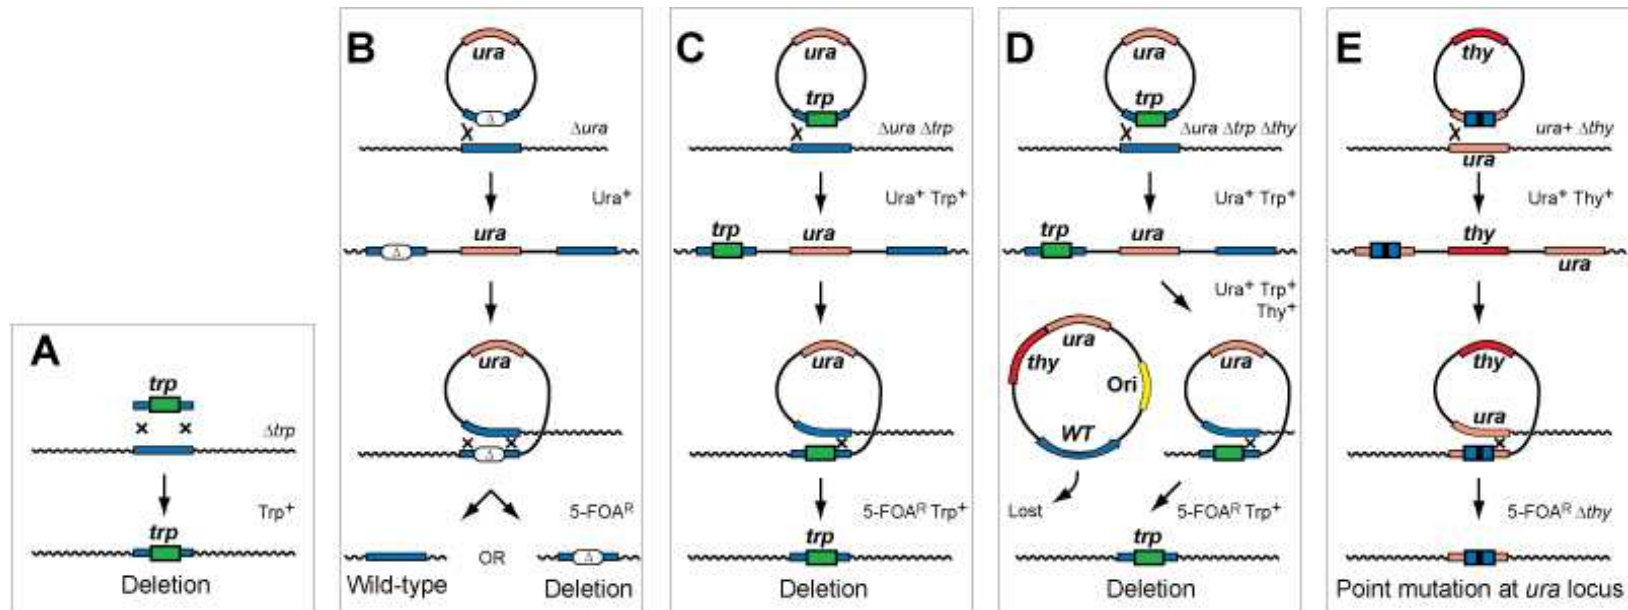 A
trp
Δtrp
Trp+
trp
Deletion
B
ura
Δ
Δura
Ura+
ura
Δ
ura
Δ
5-FOAR
OR
Δ
Wild-type
Deletion
C
ura
trp
Δura Δtrp
Ura+ Trp+
trp
ura
ura
5-FOAR Trp+
trp
Deletion
D
ura
trp
Δura Δtrp Δthy
Ura+ Trp+
trp
ura
Ura+ Trp+
Thy+
ura
thy
Ori
WT
ura
Lost
5-FOAR Trp+
trp
Deletion
E
thy
ura+ Δthy
ura
Ura+ Thy+
thy
ura
thy
ura
5-FOAR Δthy
Point mutation at ura locus